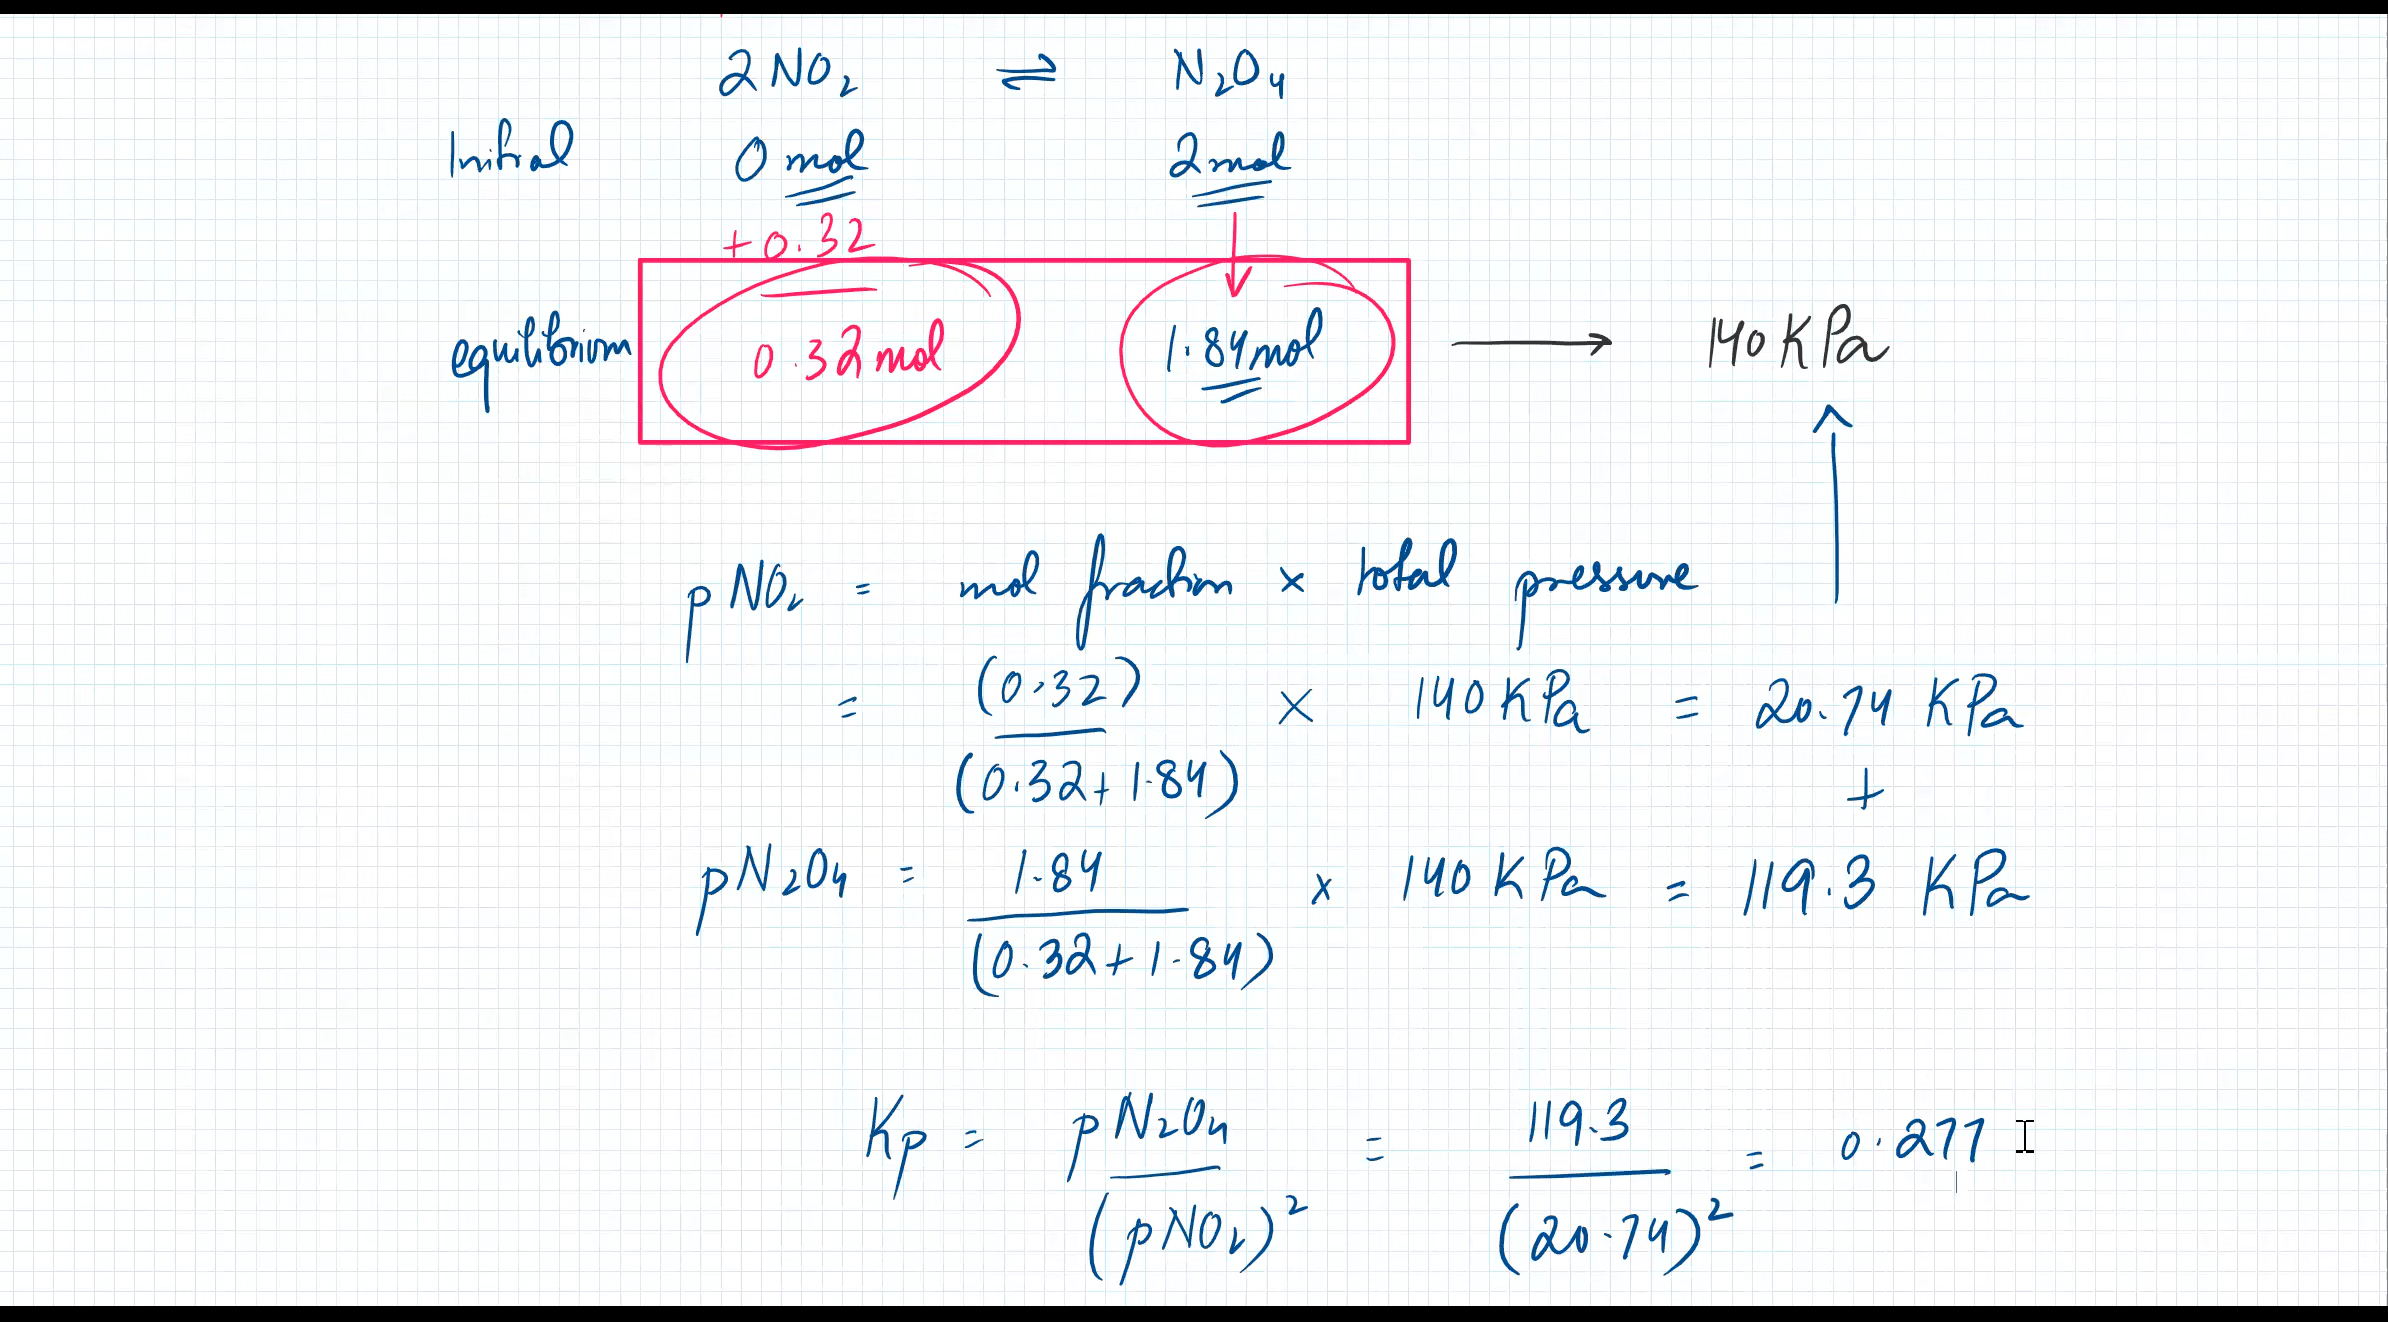 2NO₂ ⇌ N₂O₄
Initial 0 mol 2 mol
+0.32
equilibrium 0.32 mol 1.84 mol → 140 KPa
pNO₂ = mol fraction × total pressure
= (0.32) / (0.32+1.84) × 140 KPa = 20.74 KPa
+
pN₂O₄ = 1.84 / (0.32+1.84) × 140 KPa = 119.3 KPa
Kp = pN₂O₄ / (pNO₂)² = 119.3 / (20.74)² = 0.277